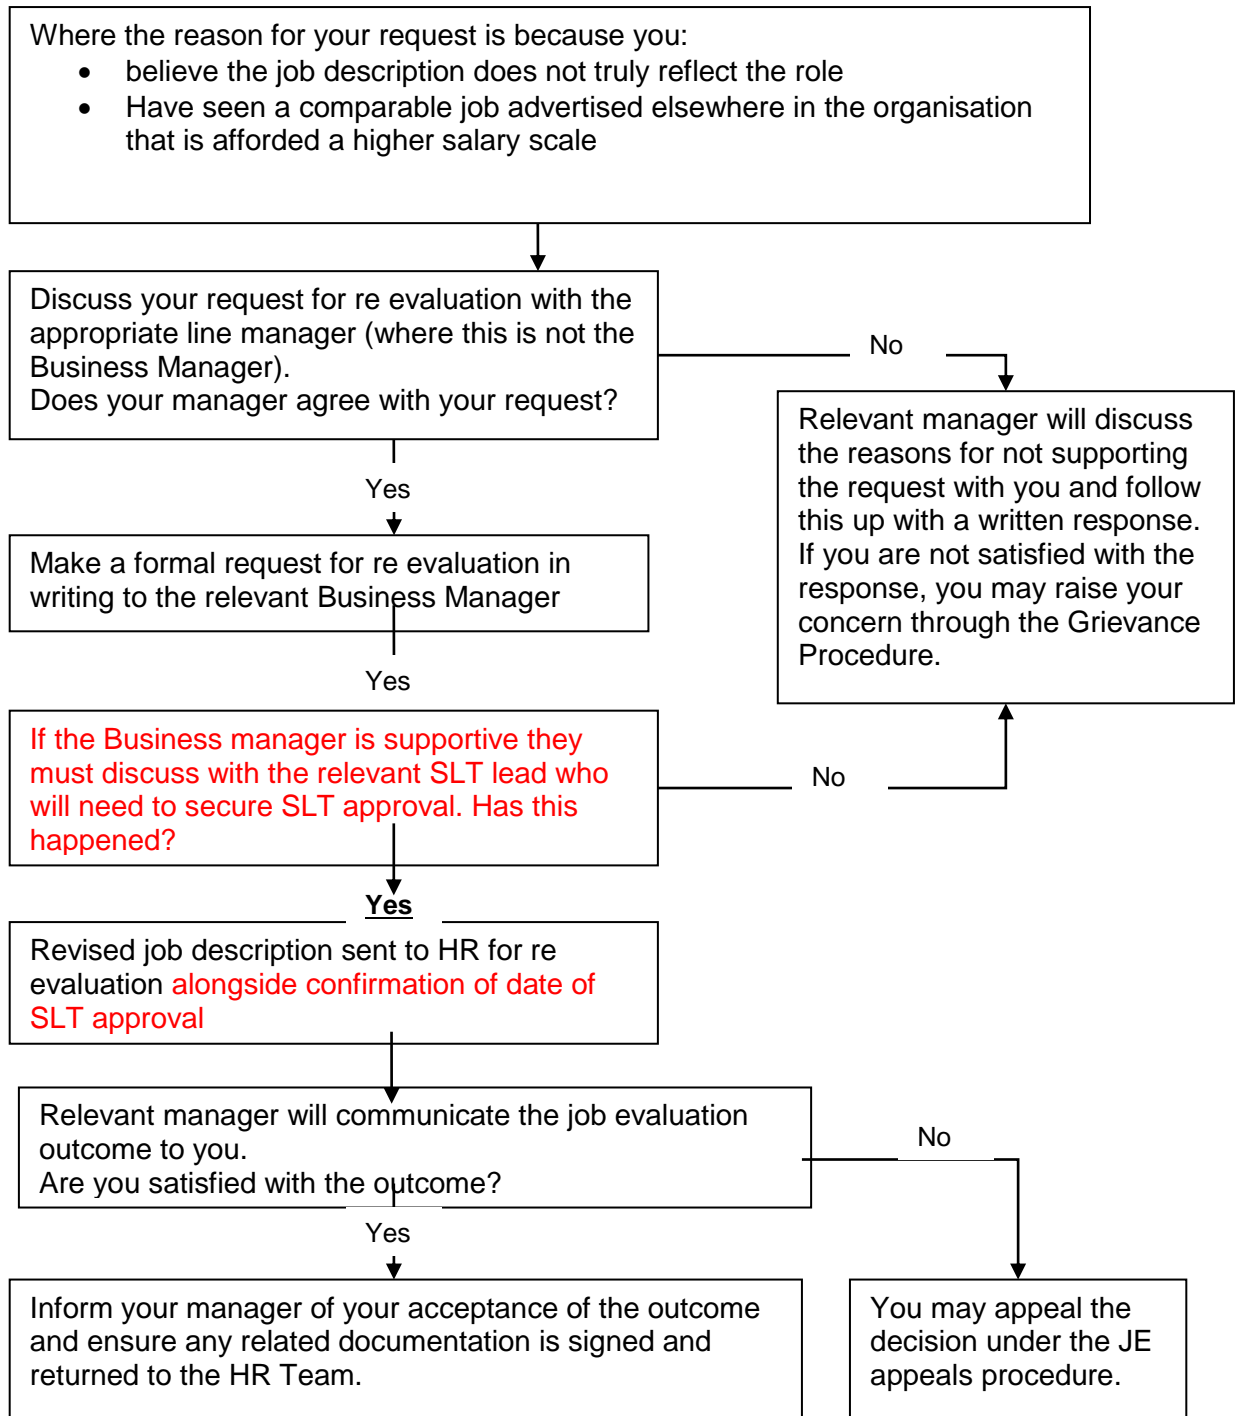 Where the reason for your request is because you:
• believe the job description does not truly reflect the role
• Have seen a comparable job advertised elsewhere in the organisation
that is afforded a higher salary scale
Discuss your request for re evaluation with the
appropriate line manager (where this is not the
Business Manager).
Does your manager agree with your request?
No
Relevant manager will discuss
the reasons for not supporting
the request with you and follow
this up with a written response.
If you are not satisfied with the
response, you may raise your
concern through the Grievance
Procedure.
Yes
Make a formal request for re evaluation in
writing to the relevant Business Manager
Yes
If the Business manager is supportive they
must discuss with the relevant SLT lead who
will need to secure SLT approval. Has this
happened?
No
Yes
Revised job description sent to HR for re
evaluation alongside confirmation of date of
SLT approval
Relevant manager will communicate the job evaluation
outcome to you.
Are you satisfied with the outcome?
No
Yes
Inform your manager of your acceptance of the outcome
and ensure any related documentation is signed and
returned to the HR Team.
You may appeal the
decision under the JE
appeals procedure.